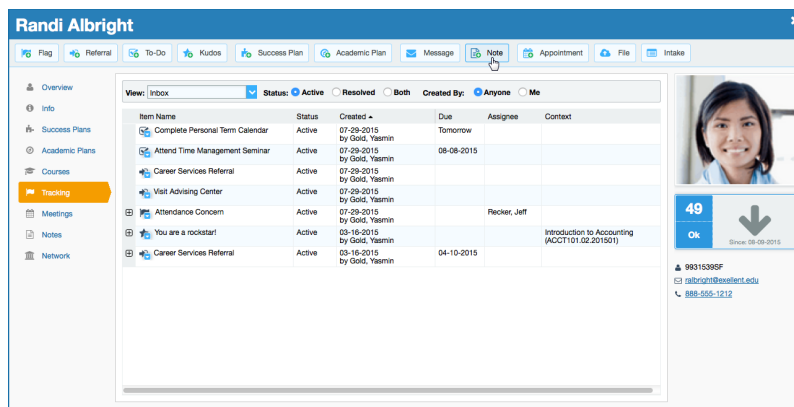 Randi Albright
Flag Referral To-Do Kudos Success Plan Academic Plan Message Note Appointment File Intake
Overview
Info
Success Plans
Academic Plans
Courses
Tracking
Meetings
Notes
Network
View: Inbox Status: Active Resolved Both Created By: Anyone Me
Item Name Status Created Due Assignee Context
Complete Personal Term Calendar Active 07-29-2015 Tomorrow
by Gold, Yasmin
Attend Time Management Seminar Active 07-29-2015 08-08-2015
by Gold, Yasmin
Career Services Referral Active 07-29-2015
by Gold, Yasmin
Visit Advising Center Active 07-29-2015
by Gold, Yasmin
Attendance Concern Active 07-29-2015 Recker, Jeff
by Gold, Yasmin
You are a rockstar! Active 03-16-2015 Introduction to Accounting
by Gold, Yasmin (ACCT101.02.201501)
Career Services Referral Active 03-16-2015 04-10-2015
by Gold, Yasmin
49
Ok
Since: 08-09-2015
9931539SF
ralbright@exellent.edu
888-555-1212